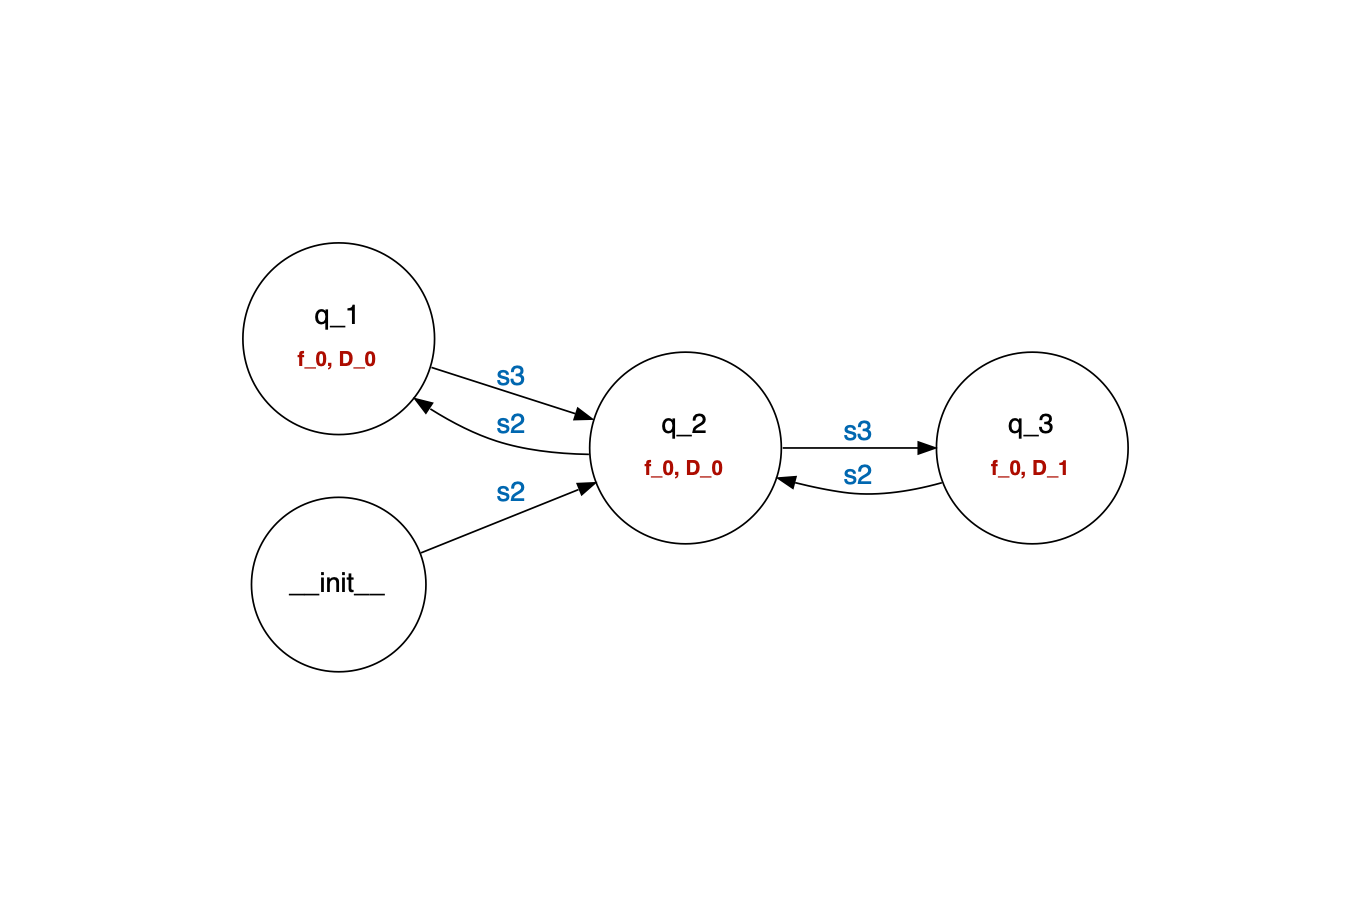 q_1
f_0, D_0
s3
s2
s2
__init__
q_2
f_0, D_0
s3
s2
q_3
f_0, D_1